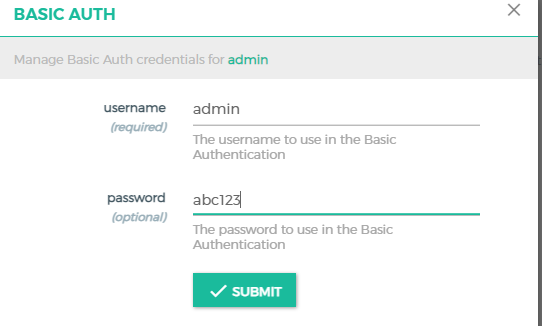 BASIC AUTH
Manage Basic Auth credentials for admin
username
(required)
admin
The username to use in the Basic
Authentication
password
(optional)
abc123
The password to use in the Basic
Authentication
SUBMIT